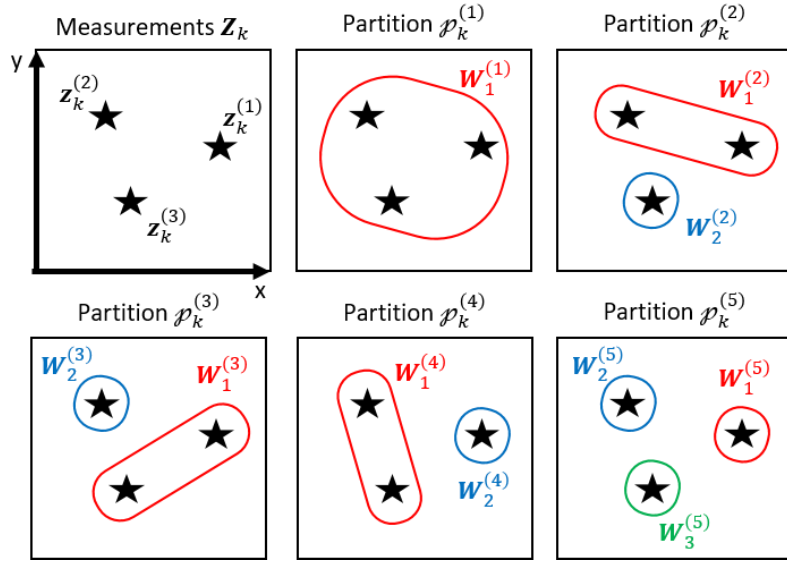 Measurements Z_k
Partition 𝓅_k^(1)
Partition 𝓅_k^(2)
y
z_k^(2)
z_k^(1)
z_k^(3)
x
W_1^(1)
W_1^(2)
W_2^(2)
Partition 𝓅_k^(3)
Partition 𝓅_k^(4)
Partition 𝓅_k^(5)
W_2^(3)
W_1^(3)
W_1^(4)
W_2^(4)
W_2^(5)
W_1^(5)
W_3^(5)